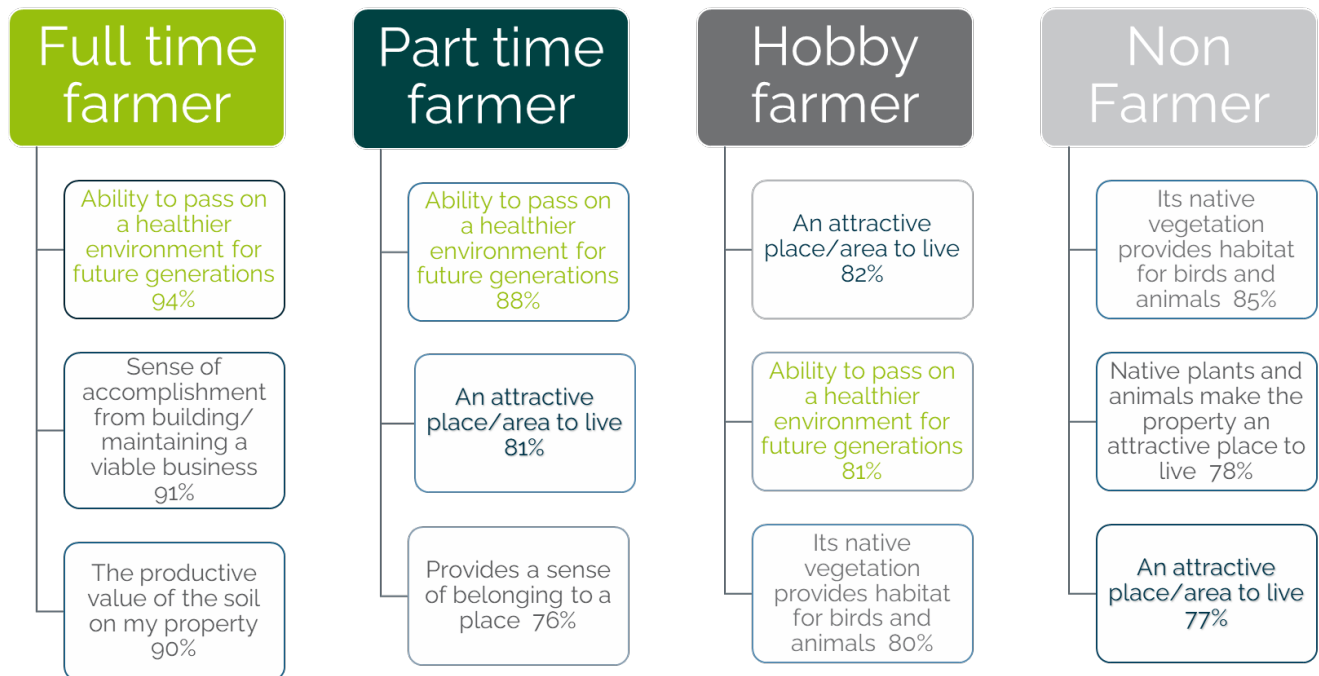 Full time
farmer
Ability to pass on
a healthier
environment for
future generations
94%
Sense of
accomplishment
from building/
maintaining a
viable business
91%
The productive
value of the soil
on my property
90%
Part time
farmer
Ability to pass on
a healthier
environment for
future generations
88%
An attractive
place/area to live
81%
Provides a sense
of belonging to a
place 76%
Hobby
farmer
An attractive
place/area to live
82%
Ability to pass on
a healthier
environment for
future generations
81%
Its native
vegetation
provides habitat
for birds and
animals 80%
Non
Farmer
Its native
vegetation
provides habitat
for birds and
animals 85%
Native plants and
animals make the
property an
attractive place to
live 78%
An attractive
place/area to live
77%